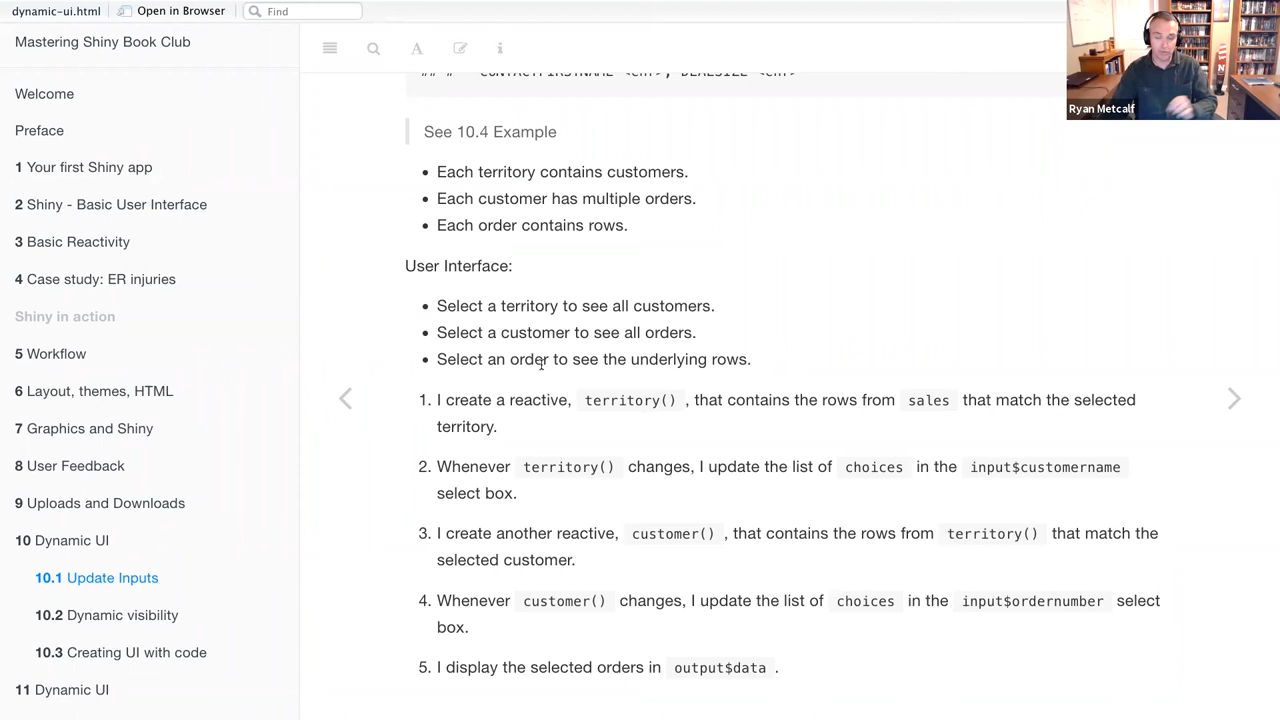 dynamic-ui.html
Open in Browser
Find
Mastering Shiny Book Club
Welcome
Preface
1 Your first Shiny app
2 Shiny - Basic User Interface
3 Basic Reactivity
4 Case study: ER injuries
Shiny in action
5 Workflow
6 Layout, themes, HTML
7 Graphics and Shiny
8 User Feedback
9 Uploads and Downloads
10 Dynamic UI
10.1 Update Inputs
10.2 Dynamic visibility
10.3 Creating UI with code
11 Dynamic UI
See 10.4 Example
• Each territory contains customers.
• Each customer has multiple orders.
• Each order contains rows.
User Interface:
• Select a territory to see all customers.
• Select a customer to see all orders.
• Select an order to see the underlying rows.
1. I create a reactive, territory() , that contains the rows from sales that match the selected
territory.
2. Whenever territory() changes, I update the list of choices in the input$customername
select box.
3. I create another reactive, customer() , that contains the rows from territory() that match the
selected customer.
4. Whenever customer() changes, I update the list of choices in the input$ordernumber select
box.
5. I display the selected orders in output$data .
Ryan Metcalf